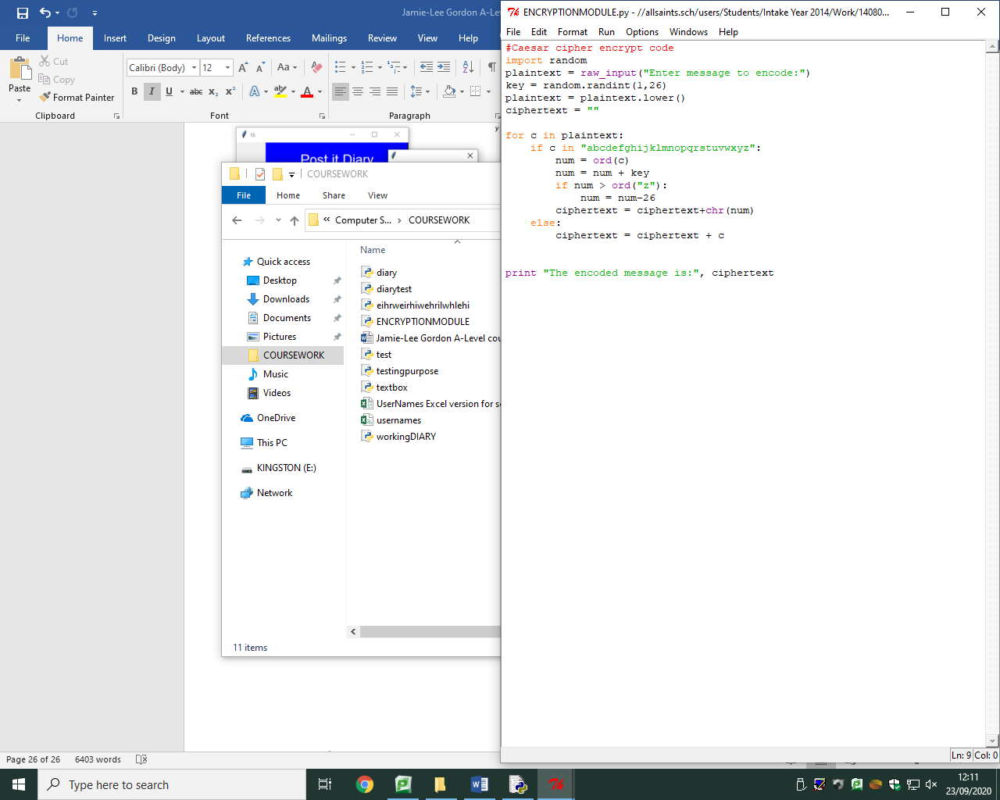 Jamie-Lee Gordon A-Lev
File Home Insert Design Layout References Mailings Review View Help
Paste
Cut
Copy
Format Painter
Calibri (Body) 12 Aa
B I U abc x₂ x² A ab A
Clipboard Font Paragraph
tk
Post it Diary
COURSEWORK
File Home Share View
« Computer S... > COURSEWORK
Name
Quick access
Desktop
Downloads
Documents
Pictures
COURSEWORK
Music
Videos
OneDrive
This PC
KINGSTON (E:)
Network
diary
diarytest
eihrweirhiwehrilwhlehi
ENCRYPTIONMODULE
Jamie-Lee Gordon A-Level cou
test
testingpurpose
textbox
UserNames Excel version for s
usernames
workingDIARY
11 items
Page 26 of 26 6403 words
ENCRYPTIONMODULE.py - //allsaints.sch/users/Students/Intake Year 2014/Work/14080...
File Edit Format Run Options Windows Help
#Caesar cipher encrypt code
import random
plaintext = raw_input("Enter message to encode:")
key = random.randint(1,26)
plaintext = plaintext.lower()
ciphertext = ""
for c in plaintext:
    if c in "abcdefghijklmnopqrstuvwxyz":
        num = ord(c)
        num = num + key
        if num > ord("z"):
            num = num-26
        ciphertext = ciphertext+chr(num)
    else:
        ciphertext = ciphertext + c
print "The encoded message is:", ciphertext
Ln: 9 Col: 0
Type here to search
12:11
23/09/2020